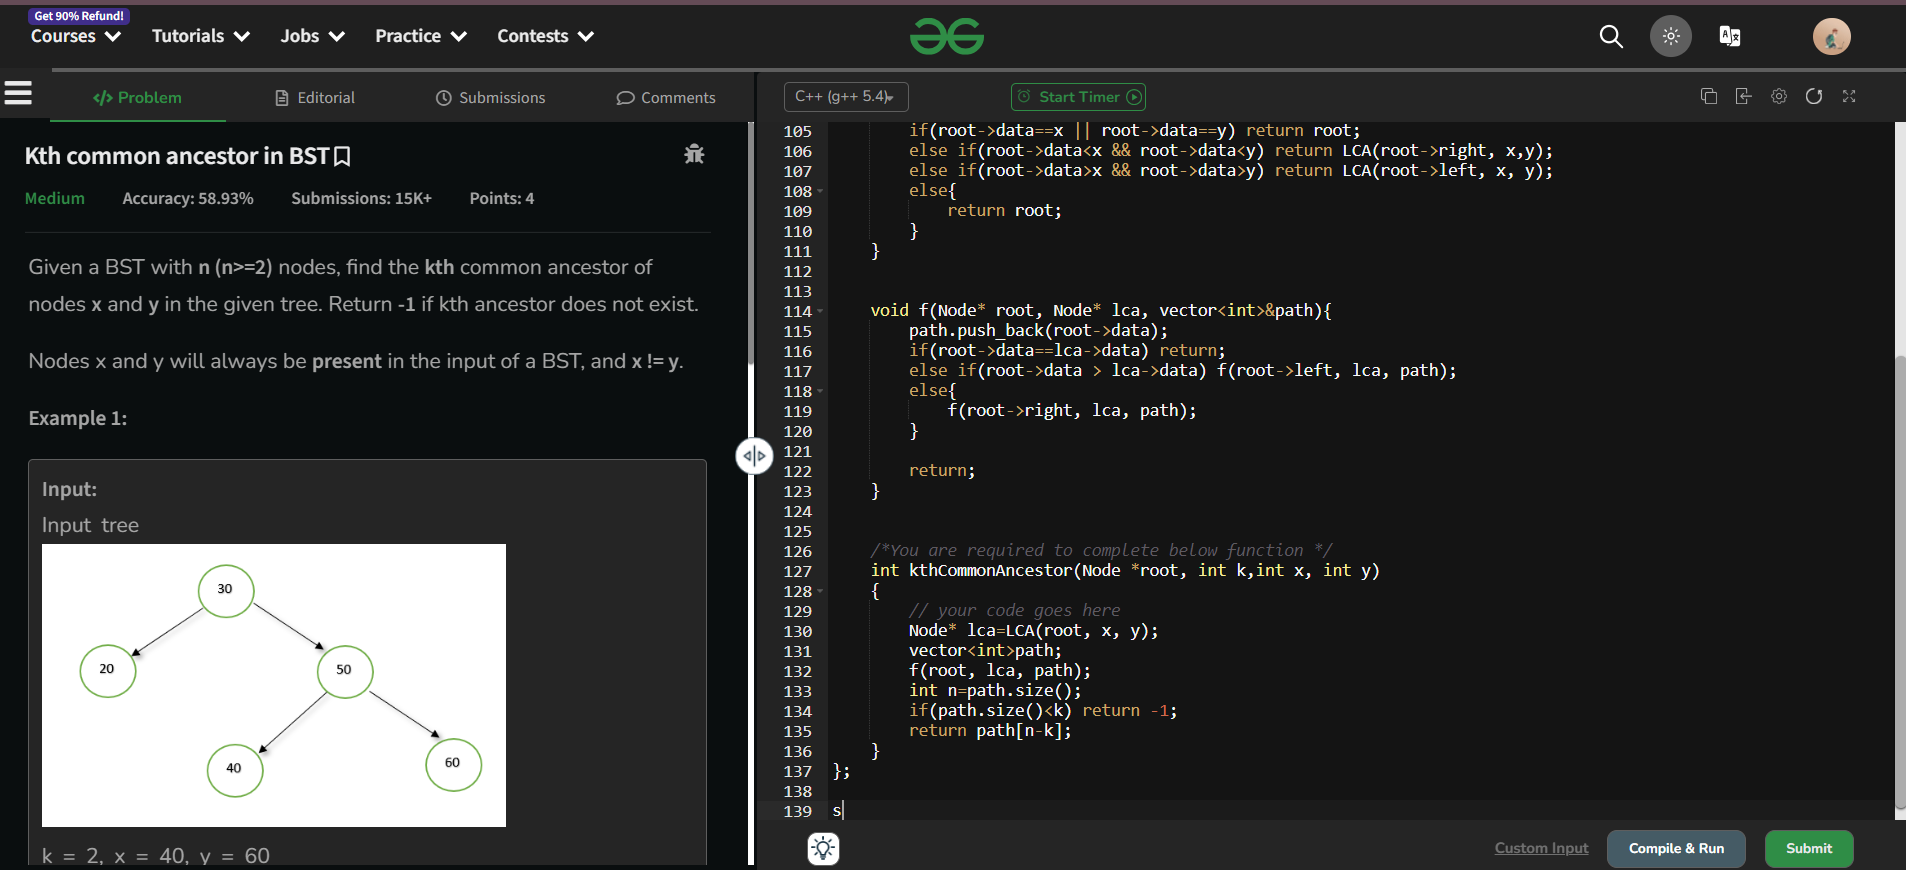 Get 90% Refund!
Courses Tutorials Jobs Practice Contests
</> Problem Editorial Submissions Comments
Kth common ancestor in BST
Medium Accuracy: 58.93% Submissions: 15K+ Points: 4
Given a BST with n (n>=2) nodes, find the kth common ancestor of
nodes x and y in the given tree. Return -1 if kth ancestor does not exist.
Nodes x and y will always be present in the input of a BST, and x != y.
Example 1:
Input:
Input tree
30
20
50
40
60
k = 2, x = 40, y = 60
C++ (g++ 5.4)
Start Timer
105 if(root->data==x || root->data==y) return root;
106 else if(root->data<x && root->data<y) return LCA(root->right, x,y);
107 else if(root->data>x && root->data>y) return LCA(root->left, x, y);
108 else{
109 return root;
110 }
111 }
112
113
114 void f(Node* root, Node* lca, vector<int>&path){
115 path.push_back(root->data);
116 if(root->data==lca->data) return;
117 else if(root->data > lca->data) f(root->left, lca, path);
118 else{
119 f(root->right, lca, path);
120 }
121
122 return;
123 }
124
125
126 /*You are required to complete below function */
127 int kthCommonAncestor(Node *root, int k,int x, int y)
128 {
129 // your code goes here
130 Node* lca=LCA(root, x, y);
131 vector<int>path;
132 f(root, lca, path);
133 int n=path.size();
134 if(path.size()<k) return -1;
135 return path[n-k];
136 }
137 };
138
139 s
Custom Input Compile & Run Submit